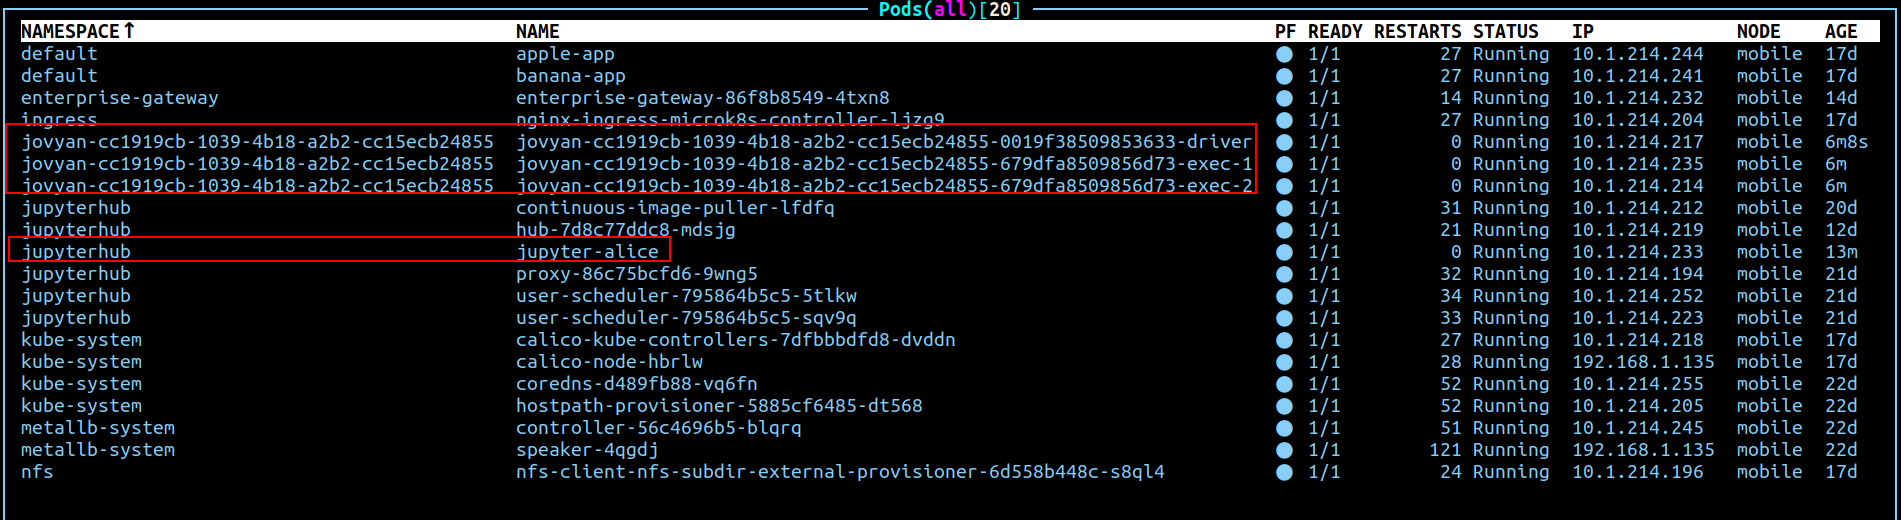 Pods(all)[20]
NAMESPACE↑ NAME PF READY RESTARTS STATUS IP NODE AGE
default apple-app ● 1/1 27 Running 10.1.214.244 mobile 17d
default banana-app ● 1/1 27 Running 10.1.214.241 mobile 17d
enterprise-gateway enterprise-gateway-86f8b8549-4txn8 ● 1/1 14 Running 10.1.214.232 mobile 14d
ingress nginx-ingress-microk8s-controller-ljzg9 ● 1/1 27 Running 10.1.214.204 mobile 17d
jovyan-cc1919cb-1039-4b18-a2b2-cc15ecb24855 jovyan-cc1919cb-1039-4b18-a2b2-cc15ecb24855-0019f38509853633-driver ● 1/1 0 Running 10.1.214.217 mobile 6m8s
jovyan-cc1919cb-1039-4b18-a2b2-cc15ecb24855 jovyan-cc1919cb-1039-4b18-a2b2-cc15ecb24855-679dfa8509856d73-exec-1 ● 1/1 0 Running 10.1.214.235 mobile 6m
jovyan-cc1919cb-1039-4b18-a2b2-cc15ecb24855 jovyan-cc1919cb-1039-4b18-a2b2-cc15ecb24855-679dfa8509856d73-exec-2 ● 1/1 0 Running 10.1.214.214 mobile 6m
jupyterhub continuous-image-puller-lfdfq ● 1/1 31 Running 10.1.214.212 mobile 20d
jupyterhub hub-7d8c77ddc8-mdsjg ● 1/1 21 Running 10.1.214.219 mobile 12d
jupyterhub jupyter-alice ● 1/1 0 Running 10.1.214.233 mobile 13m
jupyterhub proxy-86c75bcfd6-9wng5 ● 1/1 32 Running 10.1.214.194 mobile 21d
jupyterhub user-scheduler-795864b5c5-5tlkw ● 1/1 34 Running 10.1.214.252 mobile 21d
jupyterhub user-scheduler-795864b5c5-sqv9q ● 1/1 33 Running 10.1.214.223 mobile 21d
kube-system calico-kube-controllers-7dfbbbdfd8-dvddn ● 1/1 27 Running 10.1.214.218 mobile 17d
kube-system calico-node-hbrlw ● 1/1 28 Running 192.168.1.135 mobile 17d
kube-system coredns-d489fb88-vq6fn ● 1/1 52 Running 10.1.214.255 mobile 22d
kube-system hostpath-provisioner-5885cf6485-dt568 ● 1/1 52 Running 10.1.214.205 mobile 22d
metallb-system controller-56c4696b5-blqrq ● 1/1 51 Running 10.1.214.245 mobile 22d
metallb-system speaker-4qgdj ● 1/1 121 Running 192.168.1.135 mobile 22d
nfs nfs-client-nfs-subdir-external-provisioner-6d558b448c-s8ql4 ● 1/1 24 Running 10.1.214.196 mobile 17d